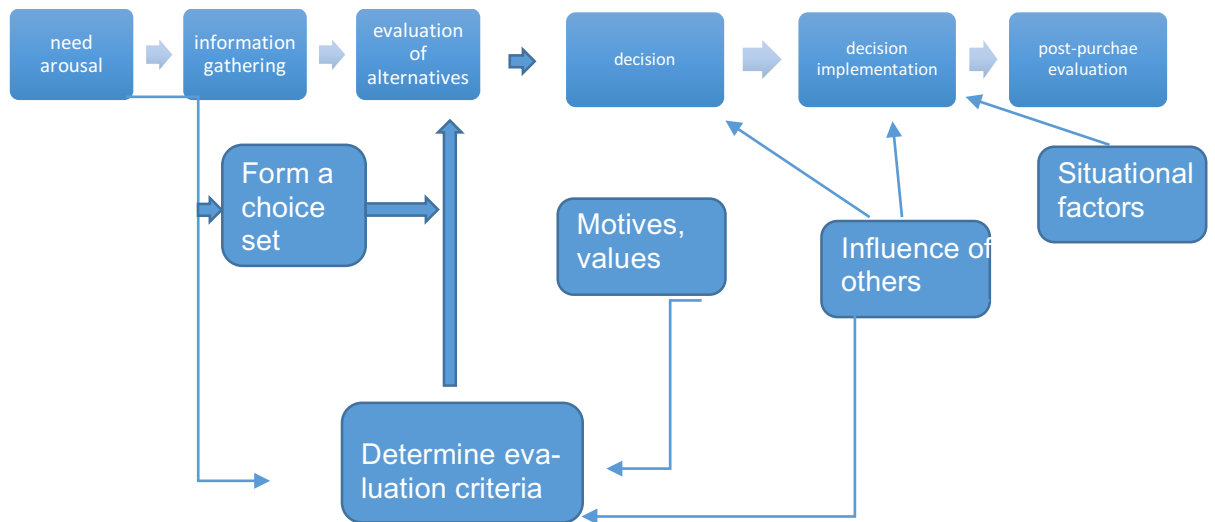 need
arousal
information
gathering
evaluation
of
alternatives
decision
decision
implementation
post-purchae
evaluation
Form a
choice
set
Motives,
values
Influence of
others
Situational
factors
Determine eva-
luation criteria